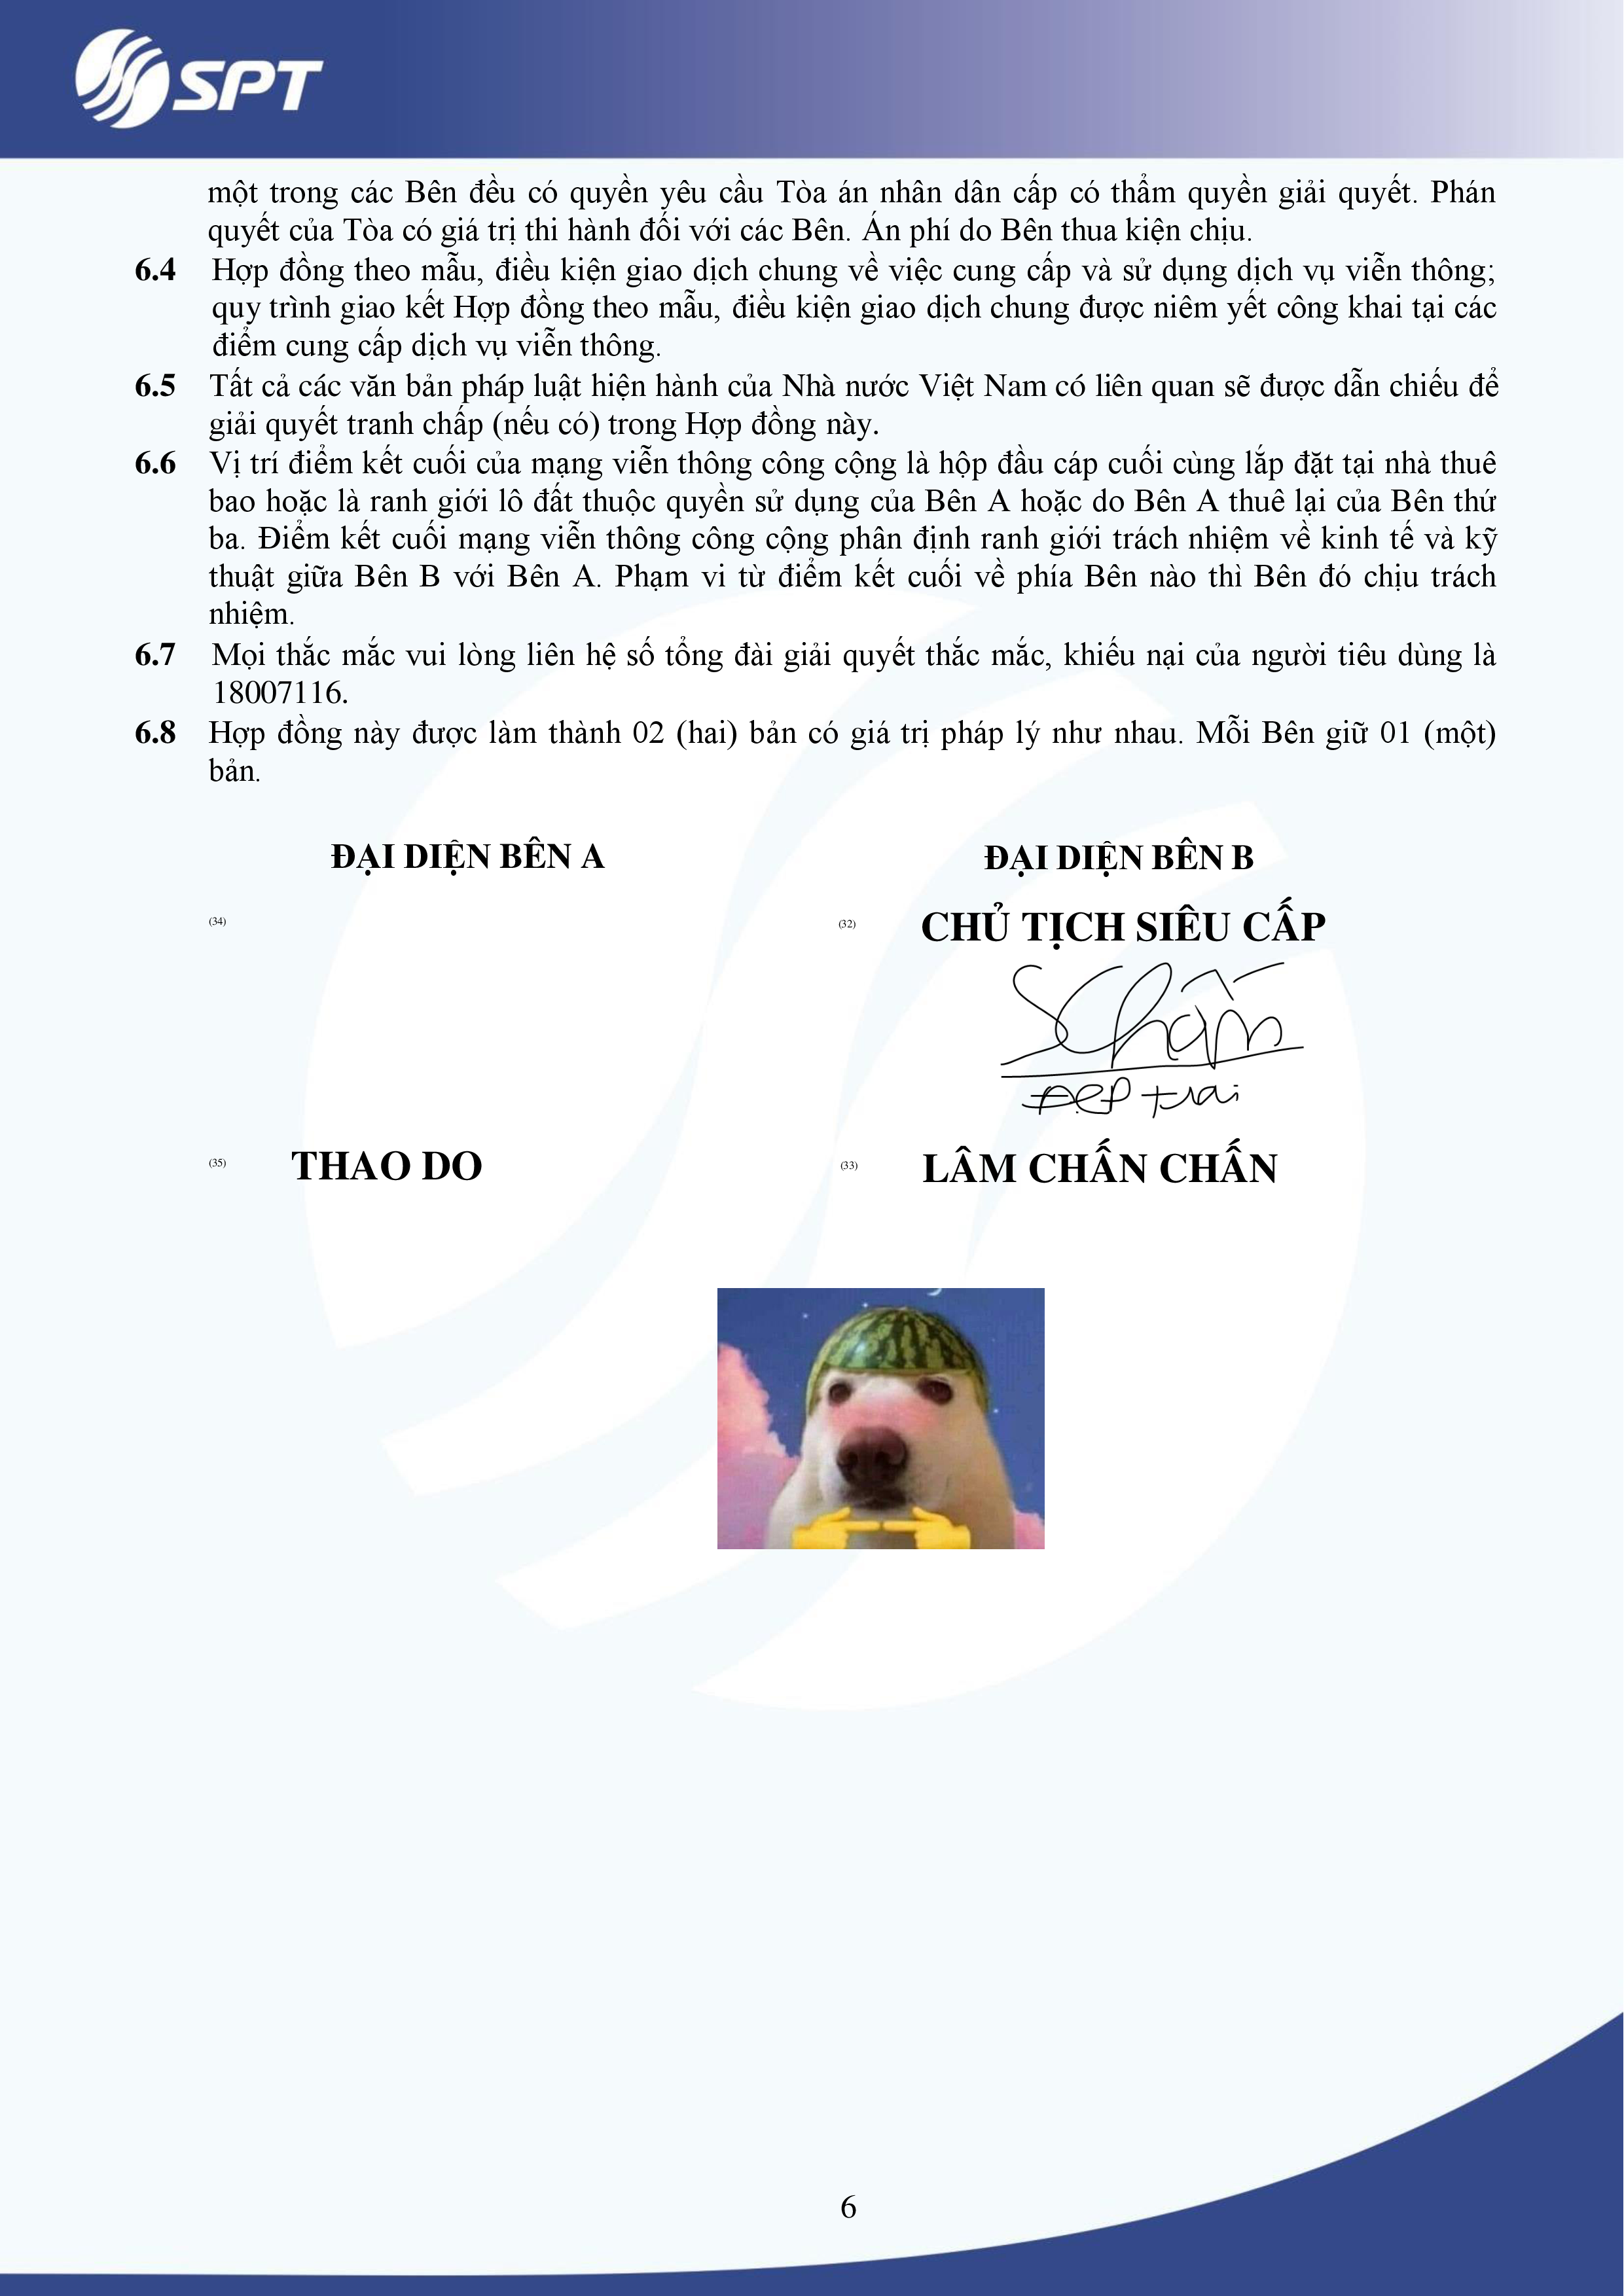 SPT
một trong các Bên đều có quyền yêu cầu Tòa án nhân dân cấp có thẩm quyền giải quyết. Phán
quyết của Tòa có giá trị thi hành đối với các Bên. Án phí do Bên thua kiện chịu.
6.4 Hợp đồng theo mẫu, điều kiện giao dịch chung về việc cung cấp và sử dụng dịch vụ viễn thông;
quy trình giao kết Hợp đồng theo mẫu, điều kiện giao dịch chung được niêm yết công khai tại các
điểm cung cấp dịch vụ viễn thông.
6.5 Tất cả các văn bản pháp luật hiện hành của Nhà nước Việt Nam có liên quan sẽ được dẫn chiếu để
giải quyết tranh chấp (nếu có) trong Hợp đồng này.
6.6 Vị trí điểm kết cuối của mạng viễn thông công cộng là hộp đầu cáp cuối cùng lắp đặt tại nhà thuê
bao hoặc là ranh giới lô đất thuộc quyền sử dụng của Bên A hoặc do Bên A thuê lại của Bên thứ
ba. Điểm kết cuối mạng viễn thông công cộng phân định ranh giới trách nhiệm về kinh tế và kỹ
thuật giữa Bên B với Bên A. Phạm vi từ điểm kết cuối về phía Bên nào thì Bên đó chịu trách
nhiệm.
6.7 Mọi thắc mắc vui lòng liên hệ số tổng đài giải quyết thắc mắc, khiếu nại của người tiêu dùng là
18007116.
6.8 Hợp đồng này được làm thành 02 (hai) bản có giá trị pháp lý như nhau. Mỗi Bên giữ 01 (một)
bản.
ĐẠI DIỆN BÊN A ĐẠI DIỆN BÊN B
(34) (32) CHỦ TỊCH SIÊU CẤP
Đẹp trai
(35) THAO DO (33) LÂM CHẤN CHẤN
6